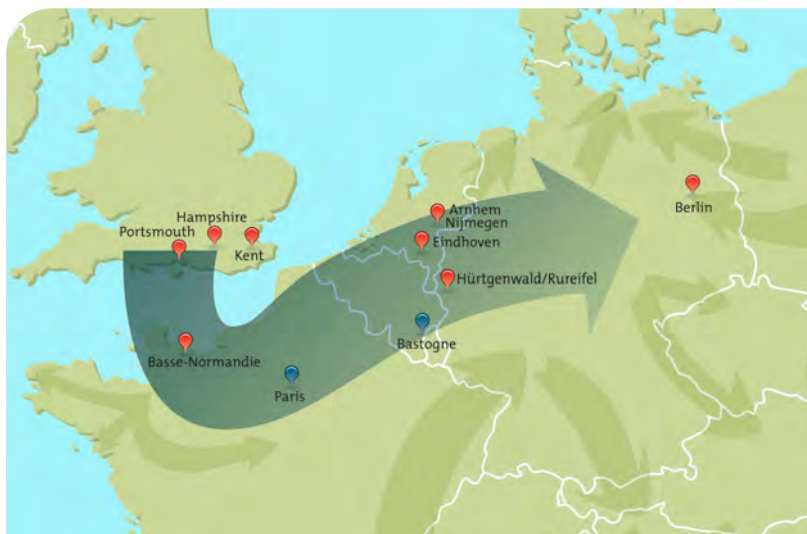 Hampshire
Portsmouth
Kent
Arnhem
Nijmegen
Eindhoven
Berlin
Hürtgenwald/Rureifel
Bastogne
Basse-Normandie
Paris